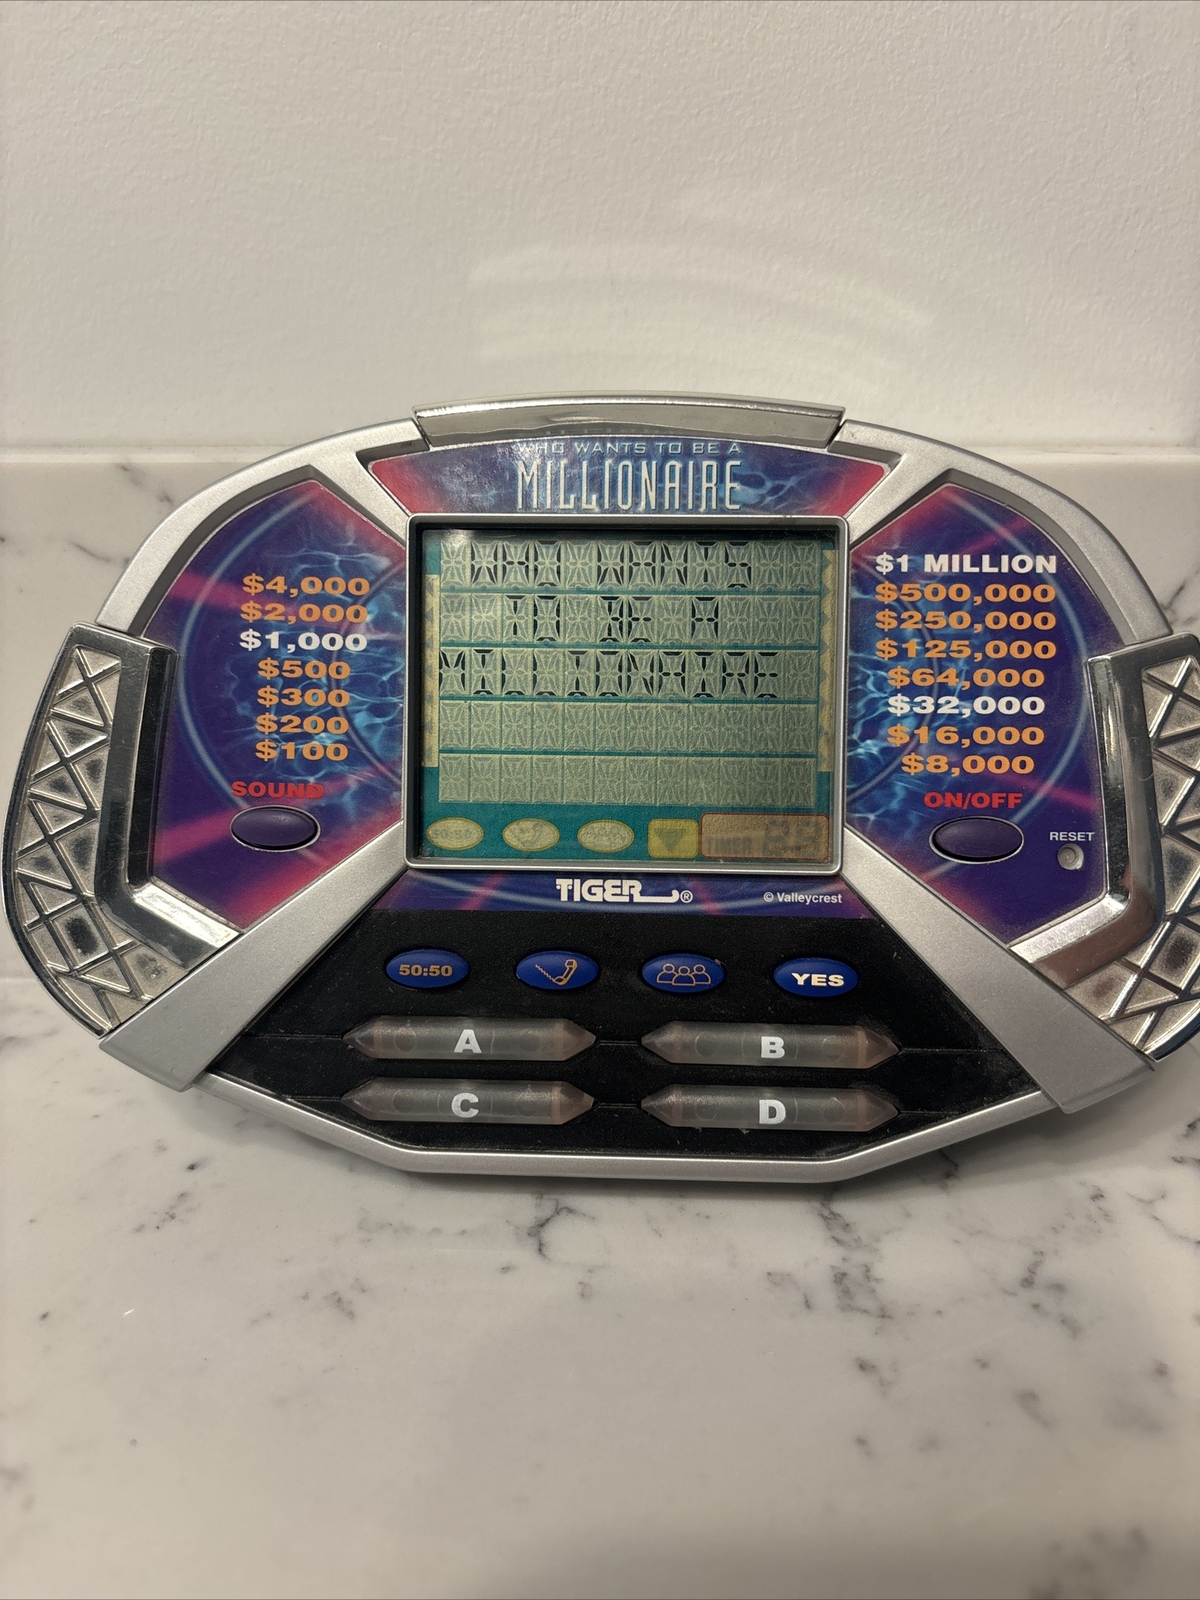 WHO WANTS TO BE A
MILLIONAIRE
WHO WANTS
TO BE A
MILLIONAIRE
50:50
TIMER
$4,000
$2,000
$1,000
$500
$300
$200
$100
SOUND
$1 MILLION
$500,000
$250,000
$125,000
$64,000
$32,000
$16,000
$8,000
ON/OFF
RESET
TIGER®
© Valleycrest
50:50
YES
A
B
C
D